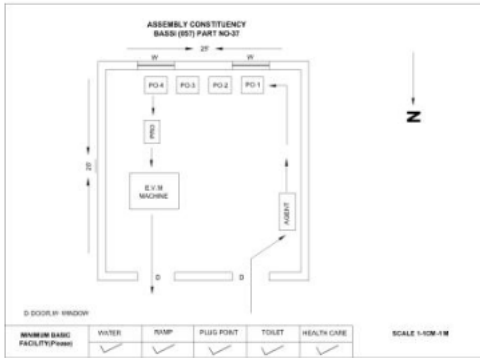 ASSEMBLY CONSTITUENCY
BASSI (057) PART NO-37
25'
W W
PO-4 PO-3 PO-2 PO-1
PRO
N
25'
E.V.M
MACHINE
AGENT
D D
D DOOR,W WINDOW
MINIMUM BASIC
FACILITY(Please)
WATER RAMP PLUG POINT TOILET HEALTH CARE
SCALE 1-1CM-1M